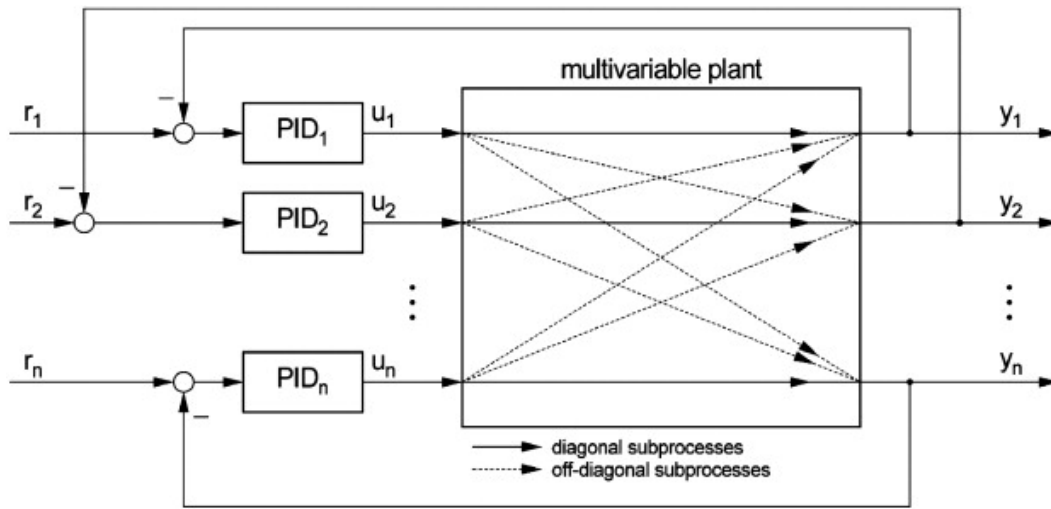 multivariable plant
r1 − PID1 u1 y1
r2 − PID2 u2 y2
⋮ ⋮
rn − PIDn un yn
diagonal subprocesses
off-diagonal subprocesses